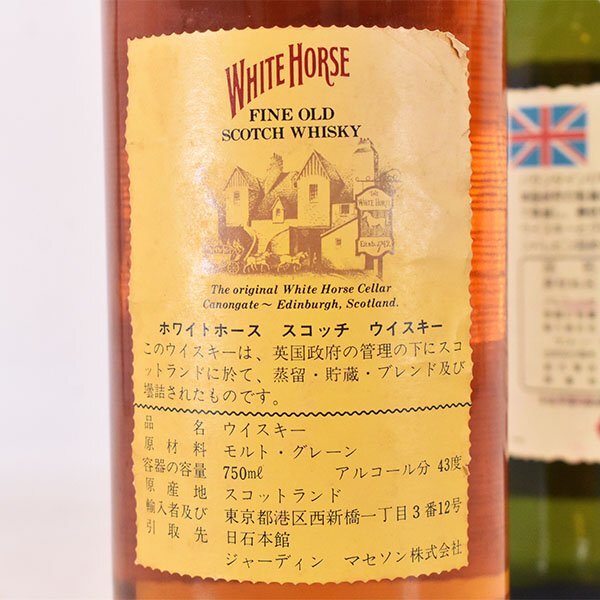 WHITE HORSE
FINE OLD
SCOTCH WHISKY
THE
WHITE HORSE
ESTAB. 1742.
The original White Horse Cellar
Canongate ~ Edinburgh, Scotland.
ホワイトホース スコッチ ウイスキー
このウイスキーは、英国政府の管理の下にスコ
ットランドに於て、蒸留・貯蔵・ブレンド及び
壜詰されたものです。
品名 ウイスキー
原材料 モルト・グレーン
容器の容量 750ml アルコール分 43度
原産地 スコットランド
輸入者及び 東京都港区西新橋一丁目3番12号
引取先 日石本館
ジャーディン マセソン株式会社